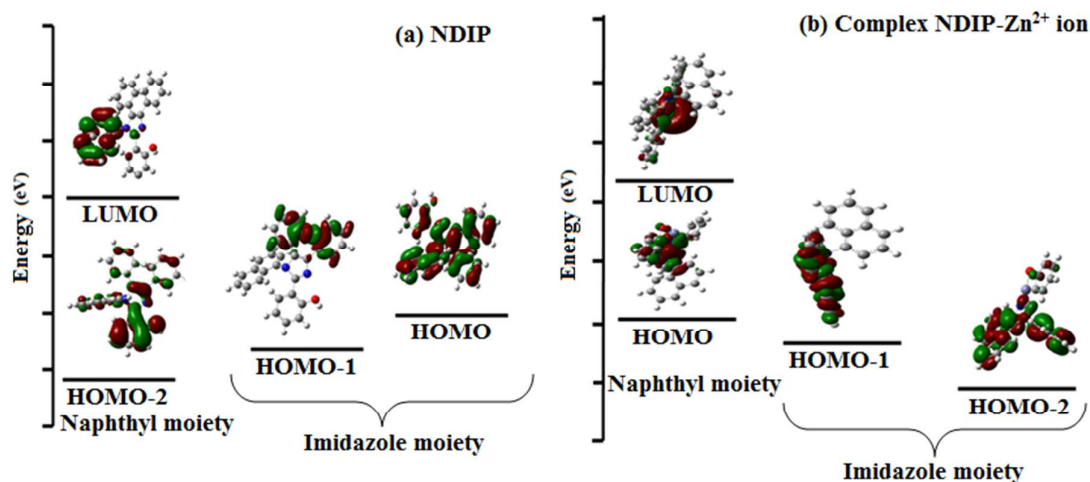 (a) NDIP
Energy (eV)
LUMO
HOMO-2
Naphthyl moiety
HOMO-1
HOMO
Imidazole moiety
(b) Complex NDIP-Zn²⁺ ion
Energy (eV)
LUMO
HOMO
Naphthyl moiety
HOMO-1
HOMO-2
Imidazole moiety